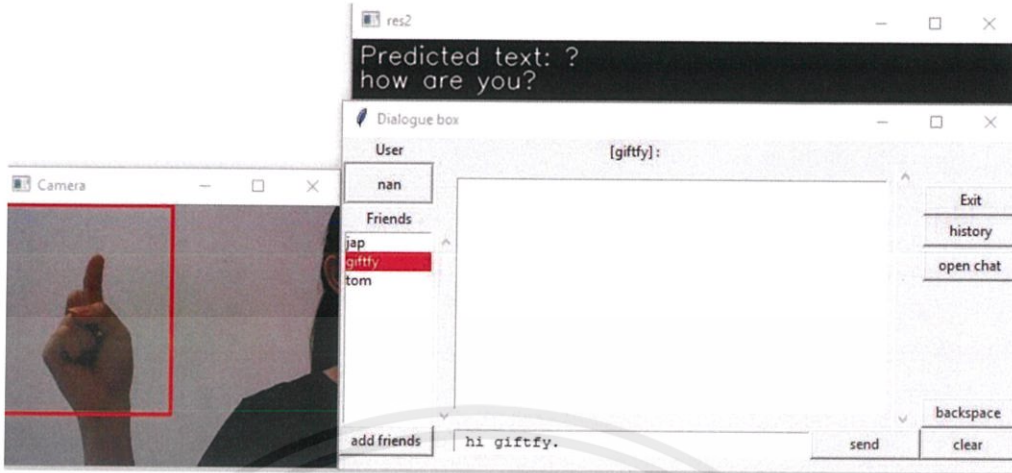 res2
Predicted text: ?
how are you?
Dialogue box
User
[giftfy]:
nan
Camera
Friends
jap
giftfy
tom
Exit
history
open chat
backspace
add friends
hi giftfy.
send
clear